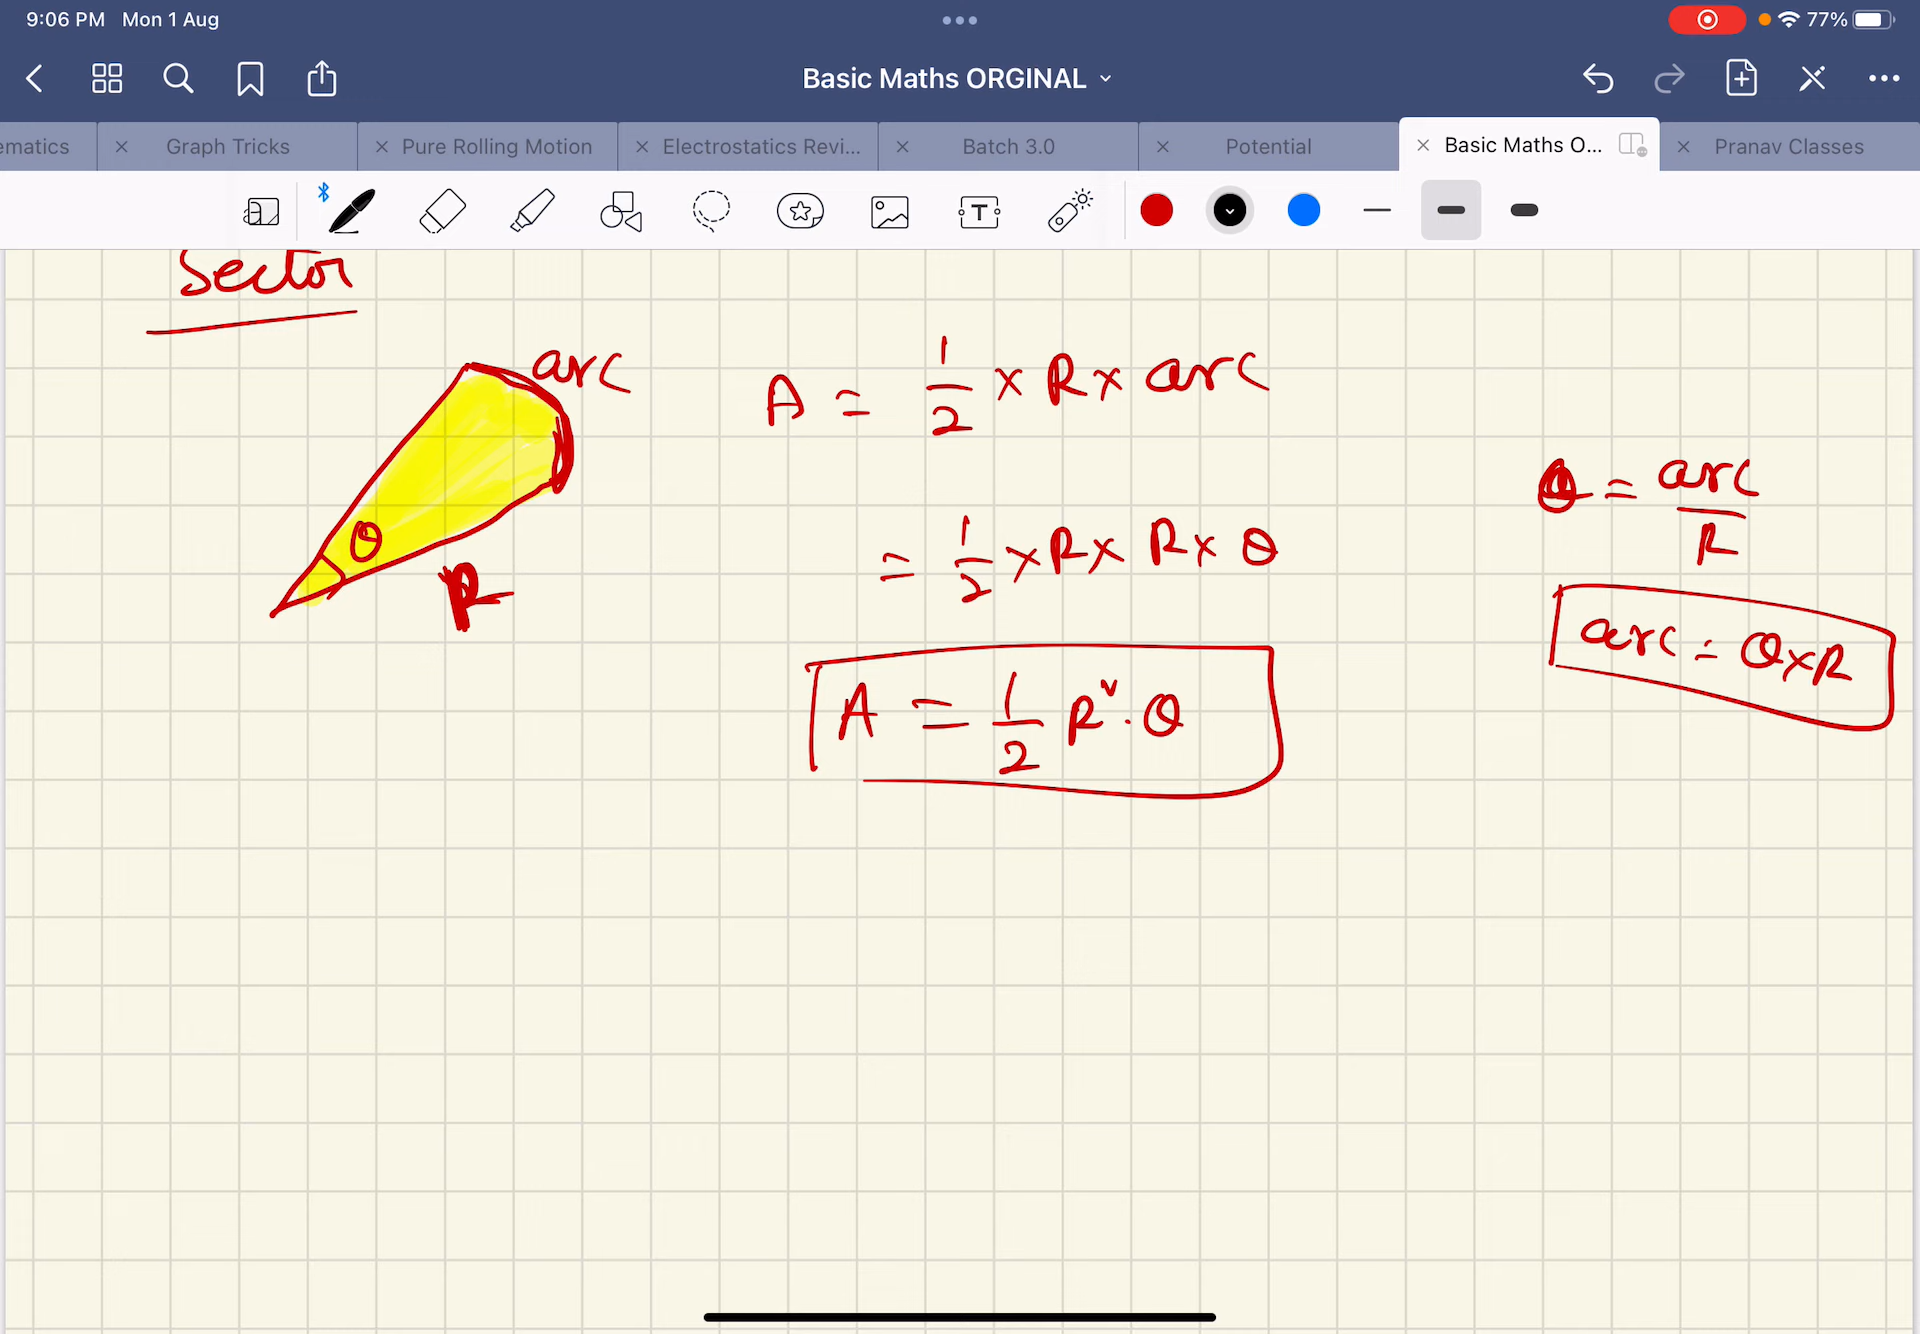 9:06 PM Mon 1 Aug
77%
Basic Maths ORGINAL
ematics
Graph Tricks
Pure Rolling Motion
Electrostatics Revi...
Batch 3.0
Potential
Basic Maths O...
Pranav Classes
T
Sector
arc
θ
R
A = 1/2 × R × arc
= 1/2 × R × R × θ
A = 1/2 R² · θ
θ = arc/R
arc = θ×R